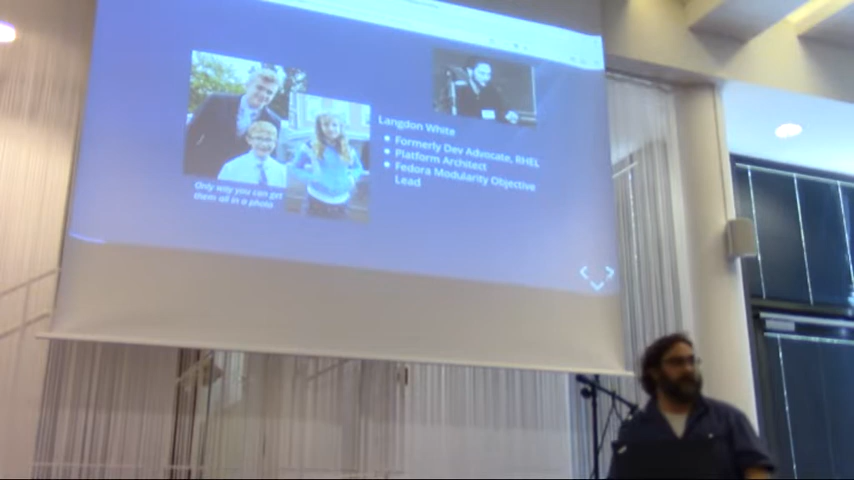 Langdon White
Formerly Dev Advocate, RHEL
Platform Architect
Fedora Modularity Objective
Lead
Only way you can get
them all in a photo